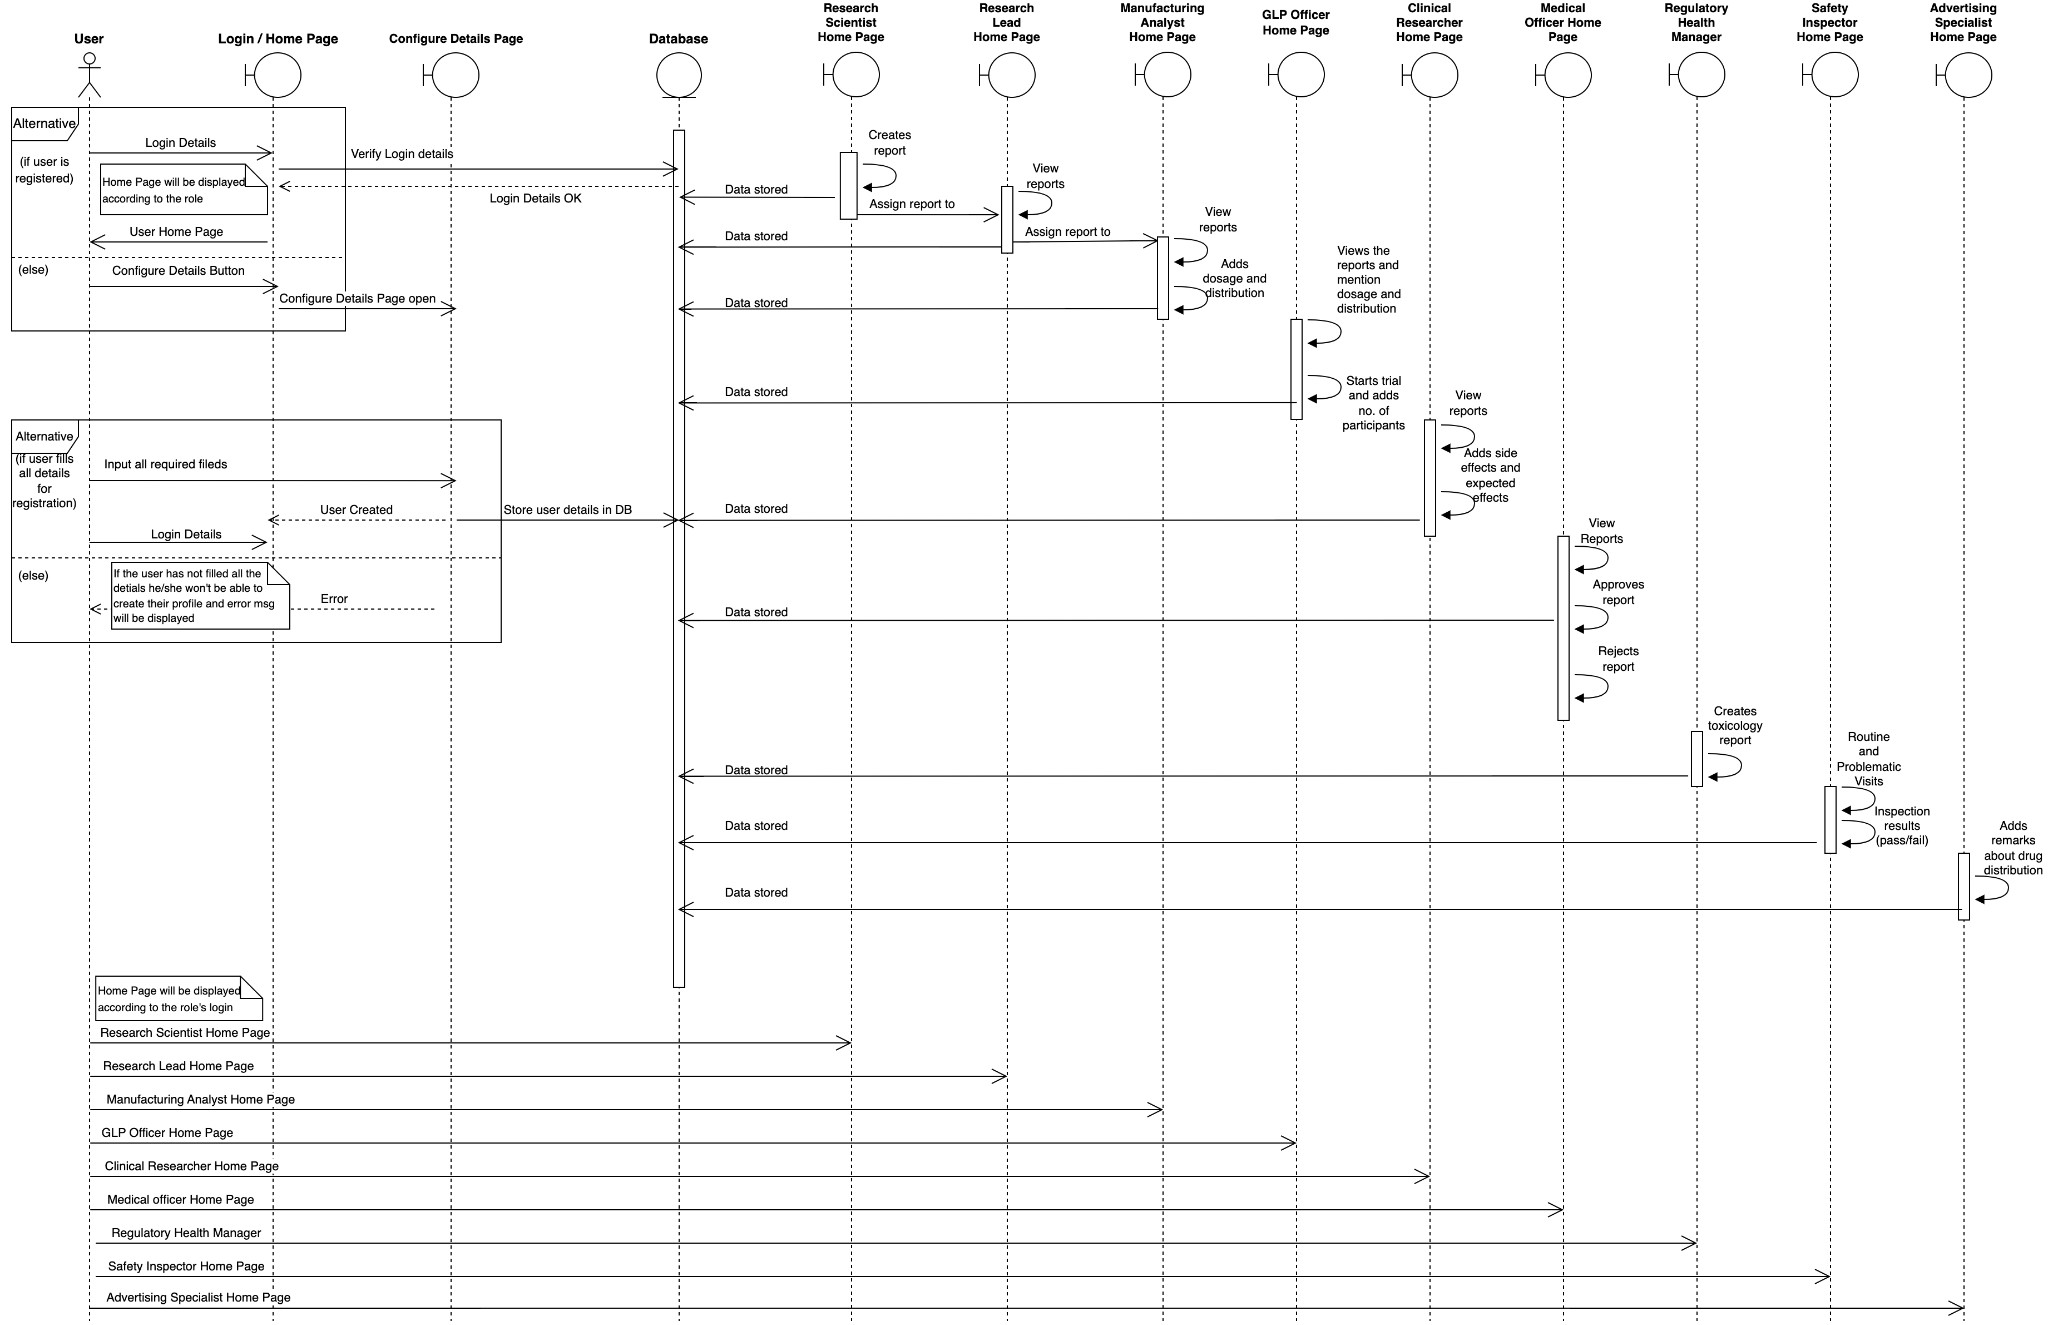 User
Login / Home Page
Configure Details Page
Database
Research
Scientist
Home Page
Research
Lead
Home Page
Manufacturing
Analyst
Home Page
GLP Officer
Home Page
Clinical
Researcher
Home Page
Medical
Officer Home
Page
Regulatory
Health
Manager
Safety
Inspector
Home Page
Advertising
Specialist
Home Page
Alternative
(if user is
registered)
Login Details
Verify Login details
Home Page will be displayed
according to the role
Login Details OK
User Home Page
(else)
Configure Details Button
Configure Details Page open
Creates
report
Data stored
Assign report to
View
reports
Data stored
Assign report to
View
reports
Adds
dosage and
distribution
Data stored
Views the
reports and
mention
dosage and
distribution
Starts trial
and adds
no. of
participants
Data stored
View
reports
Adds side
effects and
expected
effects
Alternative
(if user fills
all details
for
registration)
Input all required fileds
User Created
Store user details in DB
Data stored
Login Details
(else)
If the user has not filled all the
detials he/she won't be able to
create their profile and error msg
will be displayed
Error
View
Reports
Approves
report
Data stored
Rejects
report
Creates
toxicology
report
Data stored
Routine
and
Problematic
Visits
Inspection
results
(pass/fail)
Data stored
Adds
remarks
about drug
distribution
Data stored
Home Page will be displayed
according to the role's login
Research Scientist Home Page
Research Lead Home Page
Manufacturing Analyst Home Page
GLP Officer Home Page
Clinical Researcher Home Page
Medical officer Home Page
Regulatory Health Manager
Safety Inspector Home Page
Advertising Specialist Home Page